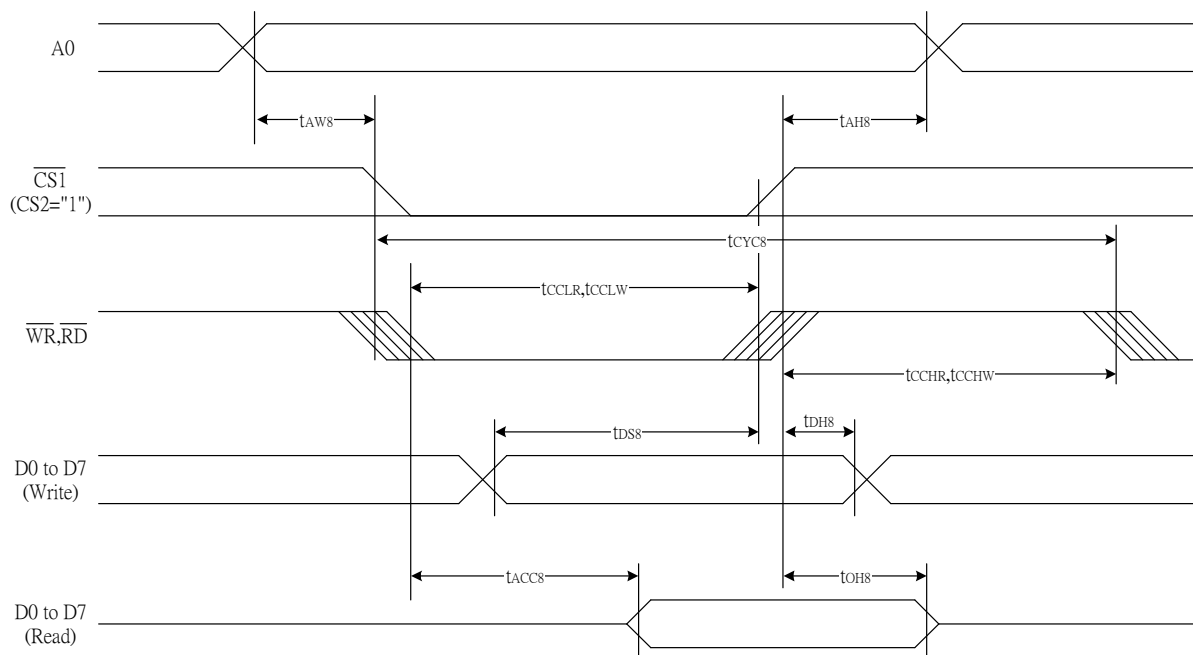 A0
tAW8
tAH8
CS1
(CS2="1")
tCYC8
tCCLR,tCCLW
WR,RD
tCCHR,tCCHW
tDS8
tDH8
D0 to D7
(Write)
tACC8
tOH8
D0 to D7
(Read)